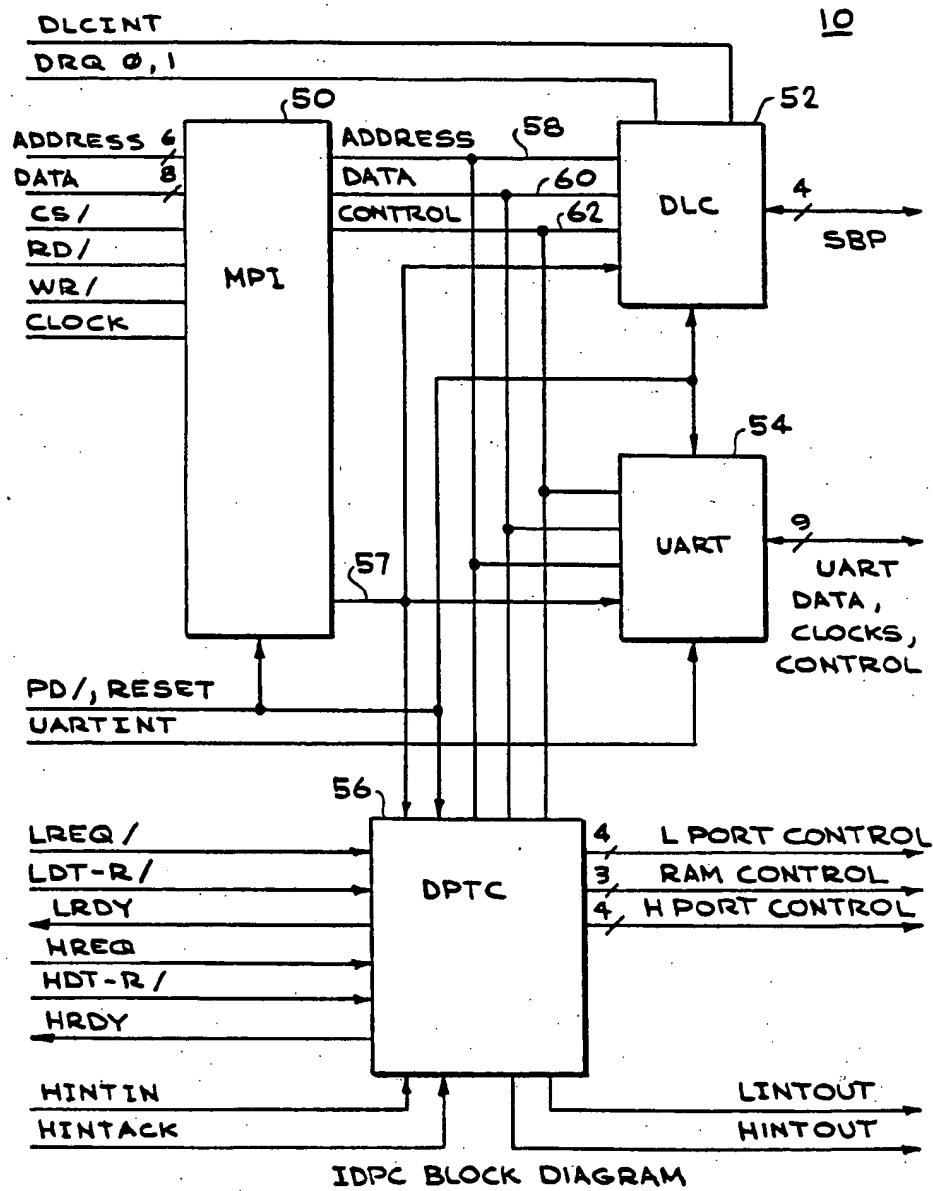 10
DLCINT
DRQ 0, 1
50
52
ADDRESS 6
DATA 8
CS/
RD/
WR/
CLOCK
MPI
ADDRESS
58
DATA
60
CONTROL
62
DLC
4
SBP
54
UART
9
UART
DATA,
CLOCKS,
CONTROL
57
PD/, RESET
UARTINT
56
LREQ/
LDT-R/
LRDY
HREQ
HDT-R/
HRDY
DPTC
4 L PORT CONTROL
3 RAM CONTROL
4 H PORT CONTROL
HINTIN
HINTACK
LINTOUT
HINTOUT
IDPC BLOCK DIAGRAM